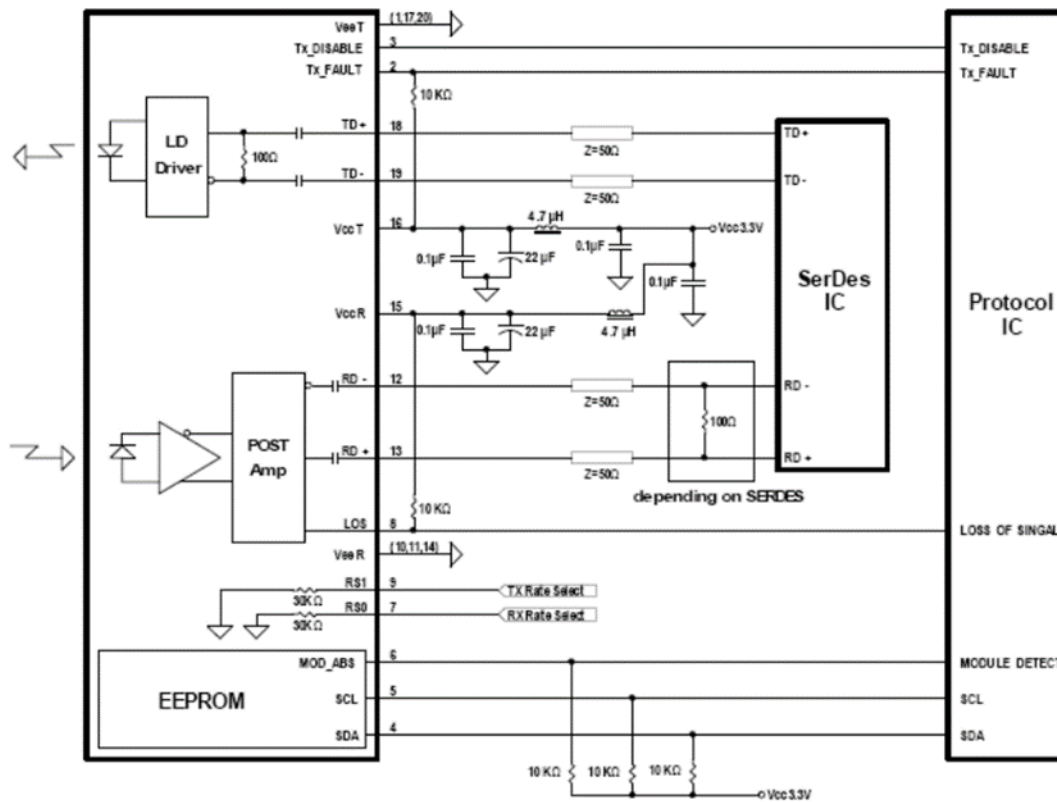 VeeT (1,17,20)
Tx_DISABLE 3 Tx_DISABLE
Tx_FAULT 2 Tx_FAULT
10 KΩ
LD Driver
100Ω
TD+ 18 Z=50Ω TD+
TD- 19 Z=50Ω TD-
VccT 16 4.7 μH Vcc3.3V
0.1μF 22 μF 0.1μF 0.1μF
SerDes IC
Protocol IC
VccR 15
0.1μF 22 μF 4.7 μH
RD - 12 Z=50Ω RD -
100Ω
POST Amp
RD + 13 Z=50Ω RD +
depending on SERDES
10 KΩ
LOS 8 LOSS OF SINGAL
VeeR (10,11,14)
RS1 9 TX Rate Select
30KΩ
RS0 7 RX Rate Select
30KΩ
EEPROM
MOD_ABS 6 MODULE DETECT
SCL 5 SCL
SDA 4 SDA
10 KΩ 10 KΩ 10 KΩ
Vcc3.3V